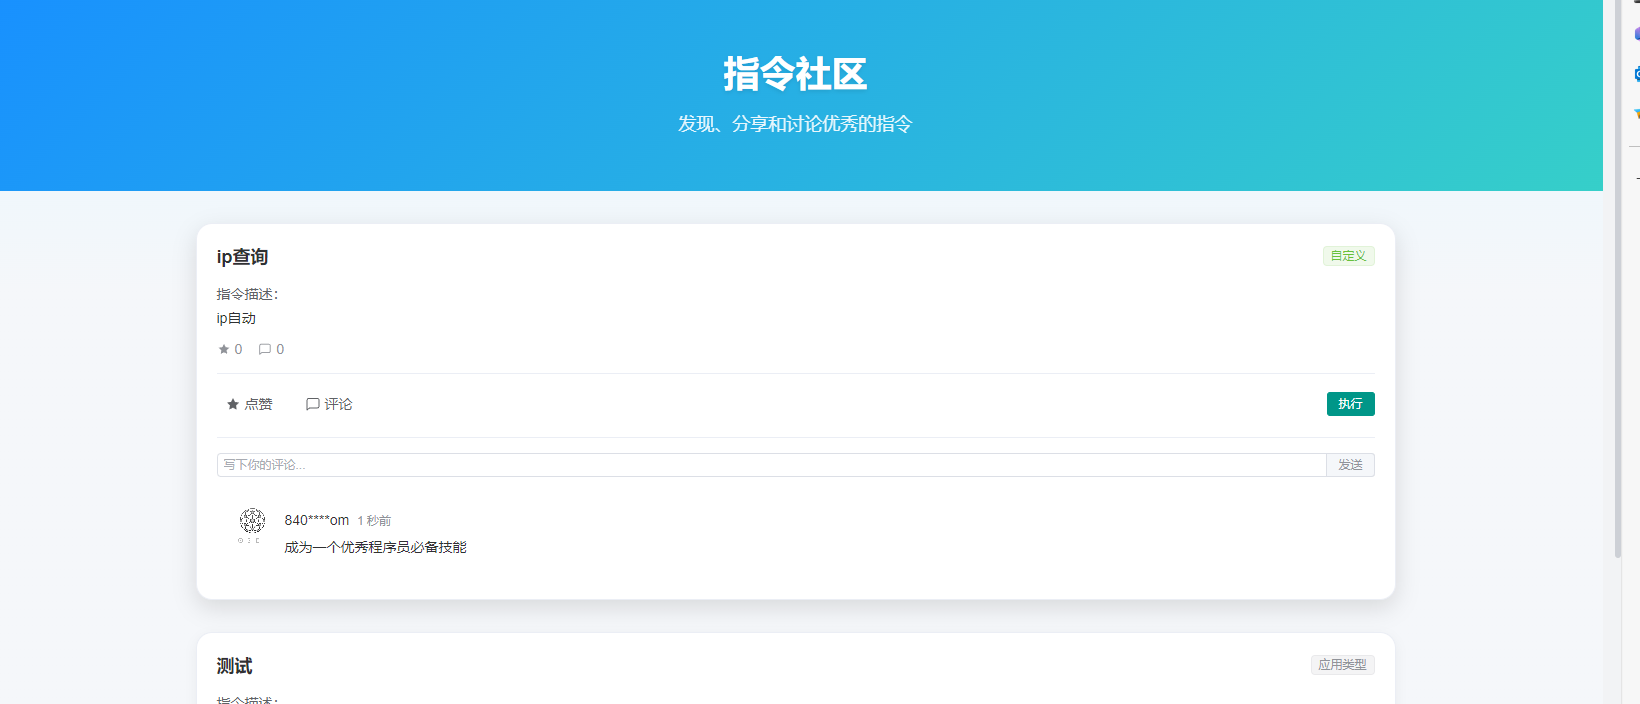 指令社区
发现、分享和讨论优秀的指令
ip查询
自定义
指令描述：
ip自动
0 0
点赞 评论 执行
写下你的评论... 发送
840****om 1 秒前
成为一个优秀程序员必备技能
测试
应用类型
指令描述：